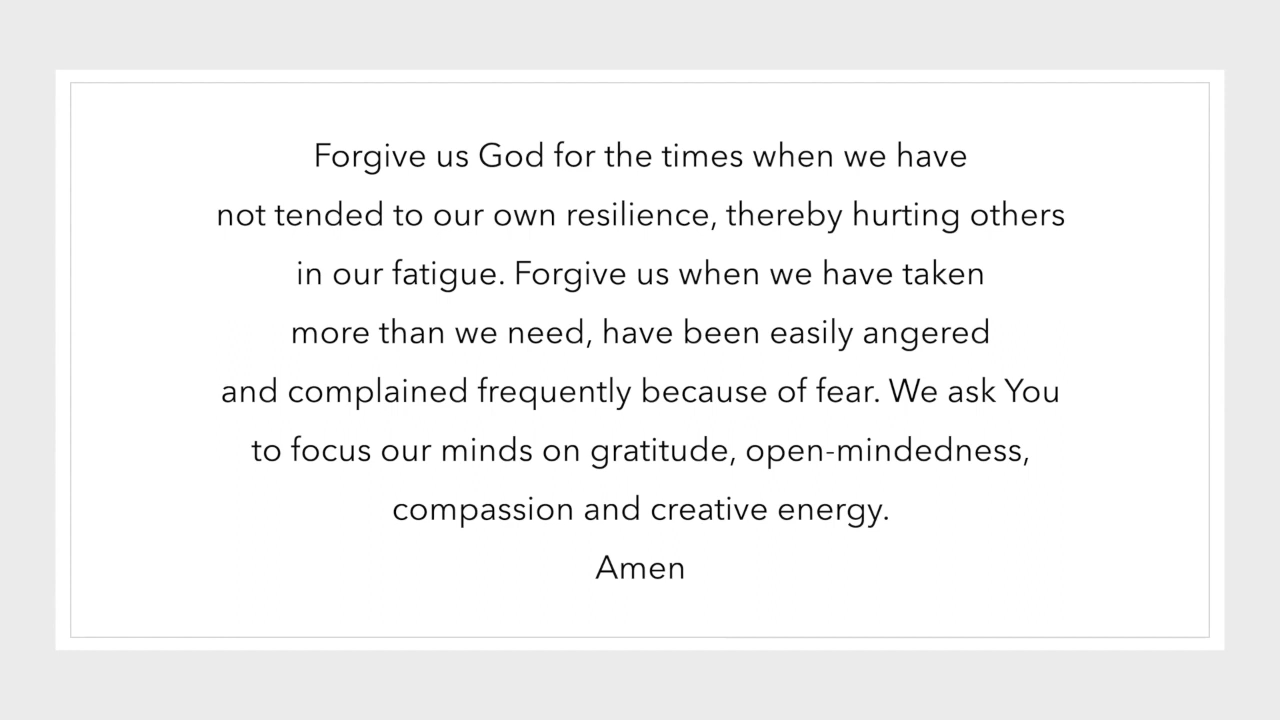 Forgive us God for the times when we have
not tended to our own resilience, thereby hurting others
in our fatigue. Forgive us when we have taken
more than we need, have been easily angered
and complained frequently because of fear. We ask You
to focus our minds on gratitude, open-mindedness,
compassion and creative energy.
Amen